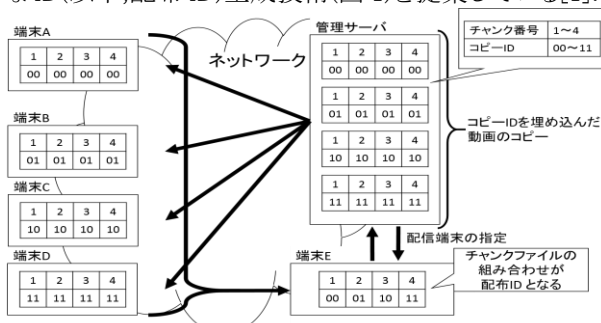 端末A
1 2 3 4
00 00 00 00
端末B
1 2 3 4
01 01 01 01
端末C
1 2 3 4
10 10 10 10
端末D
1 2 3 4
11 11 11 11
ネットワーク
管理サーバ
1 2 3 4
00 00 00 00
1 2 3 4
01 01 01 01
1 2 3 4
10 10 10 10
1 2 3 4
11 11 11 11
チャンク番号 1~4
コピーID 00~11
コピーIDを埋め込んだ
動画のコピー
配信端末の指定
端末E
1 2 3 4
00 01 10 11
チャンクファイルの
組み合わせが
配布IDとなる